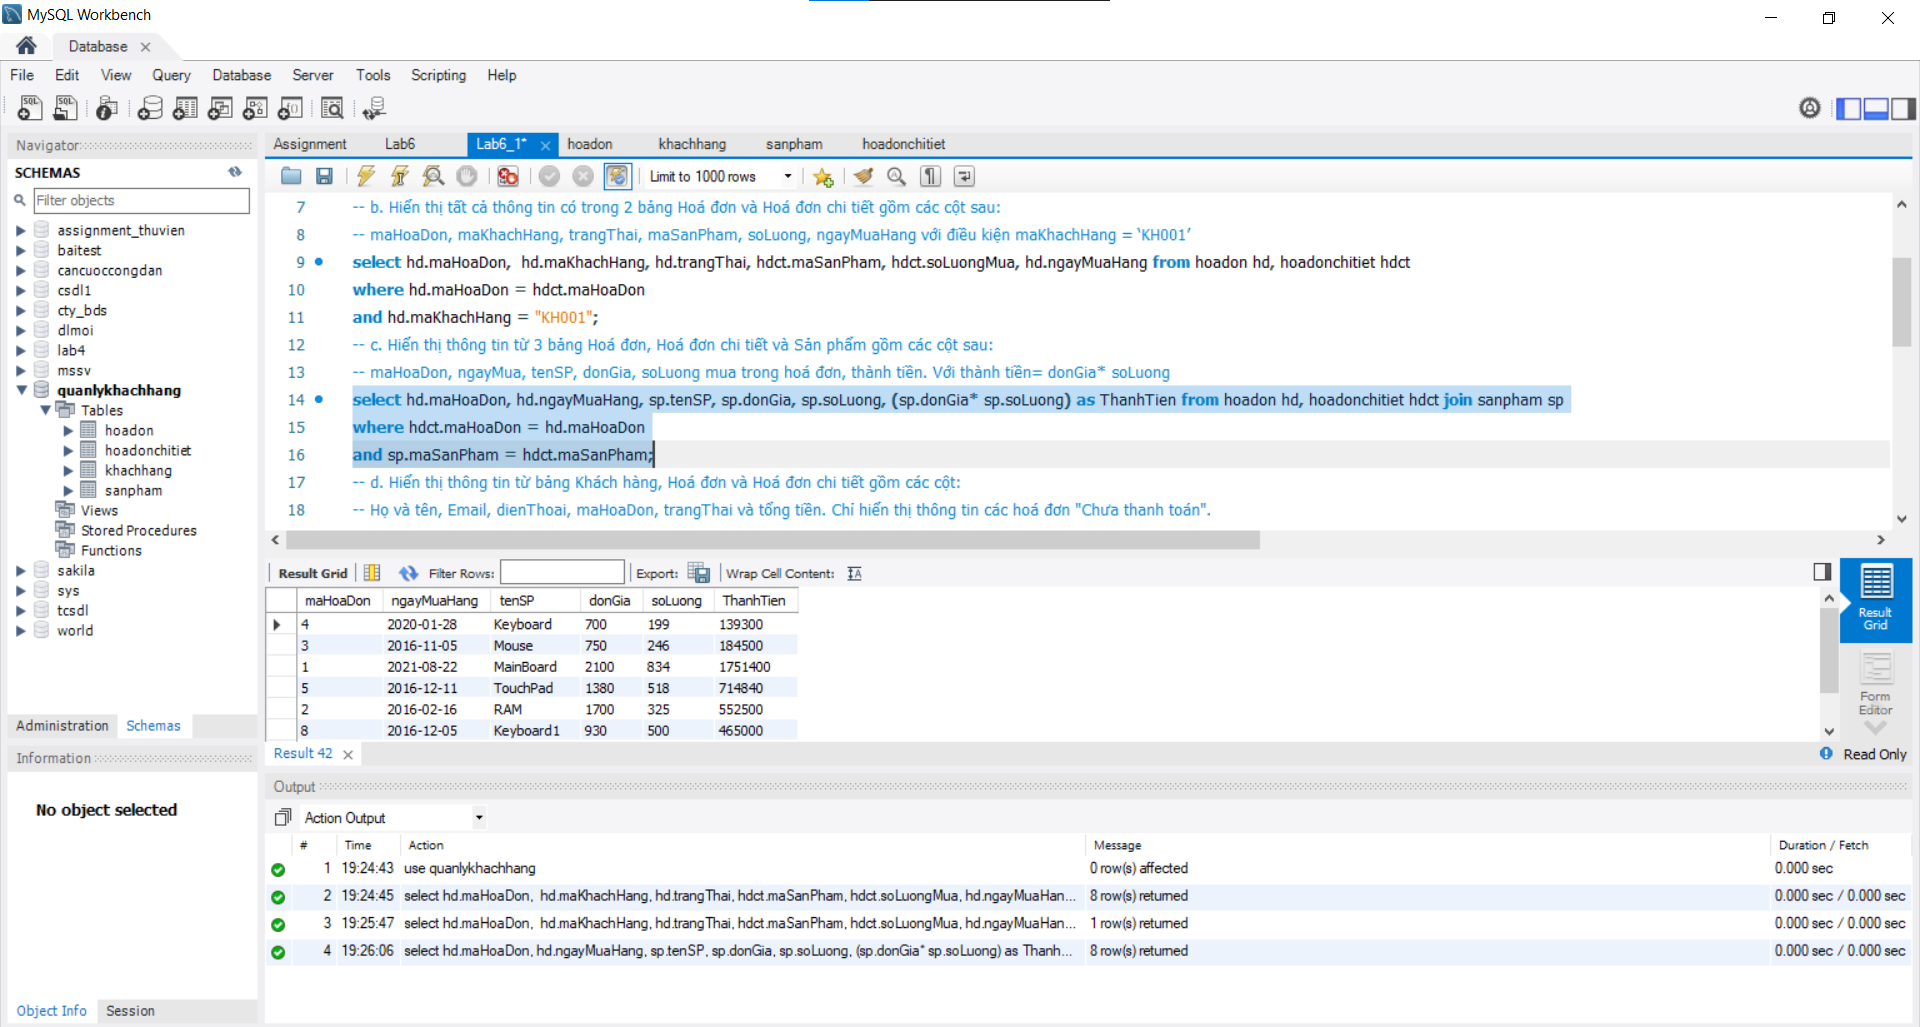 MySQL Workbench
Database
File Edit View Query Database Server Tools Scripting Help
Navigator
SCHEMAS
Filter objects
assignment_thuvien
baitest
cancuoccongdan
csdl1
cty_bds
dlmoi
lab4
mssv
quanlykhachhang
Tables
hoadon
hoadonchitiet
khachhang
sanpham
Views
Stored Procedures
Functions
sakila
sys
tcsdl
world
Administration Schemas
Information
No object selected
Object Info Session
Assignment Lab6 Lab6_1* hoadon khachhang sanpham hoadonchitiet
Limit to 1000 rows
7 -- b. Hiển thị tất cả thông tin có trong 2 bảng Hoá đơn và Hoá đơn chi tiết gồm các cột sau:
8 -- maHoaDon, maKhachHang, trangThai, maSanPham, soLuong, ngayMuaHang với điều kiện maKhachHang = ‘KH001’
9 select hd.maHoaDon,  hd.maKhachHang, hd.trangThai, hdct.maSanPham, hdct.soLuongMua, hd.ngayMuaHang from hoadon hd, hoadonchitiet hdct
10 where hd.maHoaDon = hdct.maHoaDon
11 and hd.maKhachHang = "KH001";
12 -- c. Hiển thị thông tin từ 3 bảng Hoá đơn, Hoá đơn chi tiết và Sản phẩm gồm các cột sau:
13 -- maHoaDon, ngayMua, tenSP, donGia, soLuong mua trong hoá đơn, thành tiền. Với thành tiền= donGia* soLuong
14 select hd.maHoaDon, hd.ngayMuaHang, sp.tenSP, sp.donGia, sp.soLuong, (sp.donGia* sp.soLuong) as ThanhTien from hoadon hd, hoadonchitiet hdct join sanpham sp
15 where hdct.maHoaDon = hd.maHoaDon
16 and sp.maSanPham = hdct.maSanPham;
17 -- d. Hiển thị thông tin từ bảng Khách hàng, Hoá đơn và Hoá đơn chi tiết gồm các cột:
18 -- Họ và tên, Email, dienThoai, maHoaDon, trangThai và tổng tiền. Chỉ hiển thị thông tin các hoá đơn "Chưa thanh toán".
Result Grid Filter Rows: Export: Wrap Cell Content:
maHoaDon ngayMuaHang tenSP donGia soLuong ThanhTien
4 2020-01-28 Keyboard 700 199 139300
3 2016-11-05 Mouse 750 246 184500
1 2021-08-22 MainBoard 2100 834 1751400
5 2016-12-11 TouchPad 1380 518 714840
2 2016-02-16 RAM 1700 325 552500
8 2016-12-05 Keyboard1 930 500 465000
Result Grid
Form Editor
Result 42
Read Only
Output
Action Output
# Time Action Message Duration / Fetch
1 19:24:43 use quanlykhachhang 0 row(s) affected 0.000 sec
2 19:24:45 select hd.maHoaDon,  hd.maKhachHang, hd.trangThai, hdct.maSanPham, hdct.soLuongMua, hd.ngayMuaHan... 8 row(s) returned 0.000 sec / 0.000 sec
3 19:25:47 select hd.maHoaDon,  hd.maKhachHang, hd.trangThai, hdct.maSanPham, hdct.soLuongMua, hd.ngayMuaHan... 1 row(s) returned 0.000 sec / 0.000 sec
4 19:26:06 select hd.maHoaDon, hd.ngayMuaHang, sp.tenSP, sp.donGia, sp.soLuong, (sp.donGia* sp.soLuong) as Thanh... 8 row(s) returned 0.000 sec / 0.000 sec